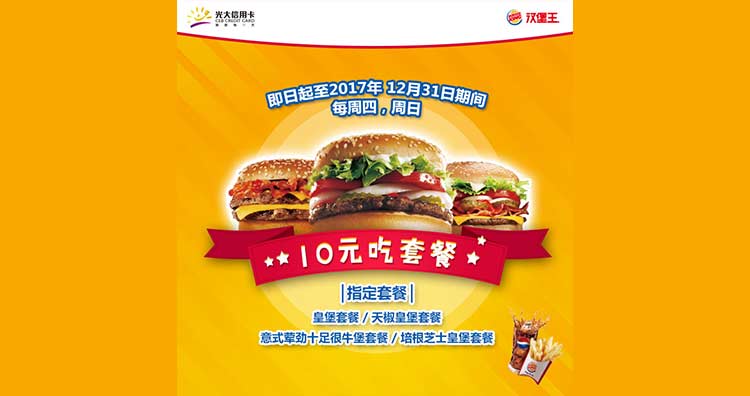 光大信用卡
CEB CREDIT CARD
汉堡王
即日起至2017年 12月31日期间
每周四，周日
10元吃套餐
指定套餐
皇堡套餐 / 天椒皇堡套餐
意式荤劲十足很牛堡套餐 / 培根芝士皇堡套餐